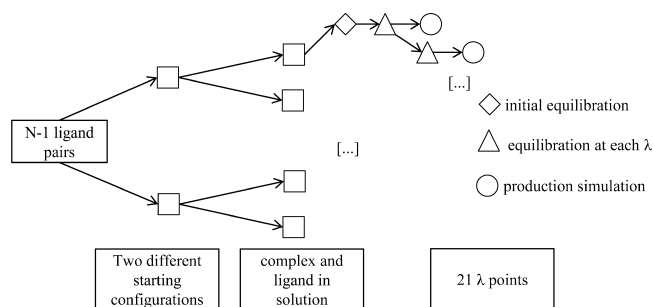 [...]
N-1 ligand
pairs
[...]
initial equilibration
equilibration at each λ
production simulation
Two different
starting
configurations
complex and
ligand in
solution
21 λ points